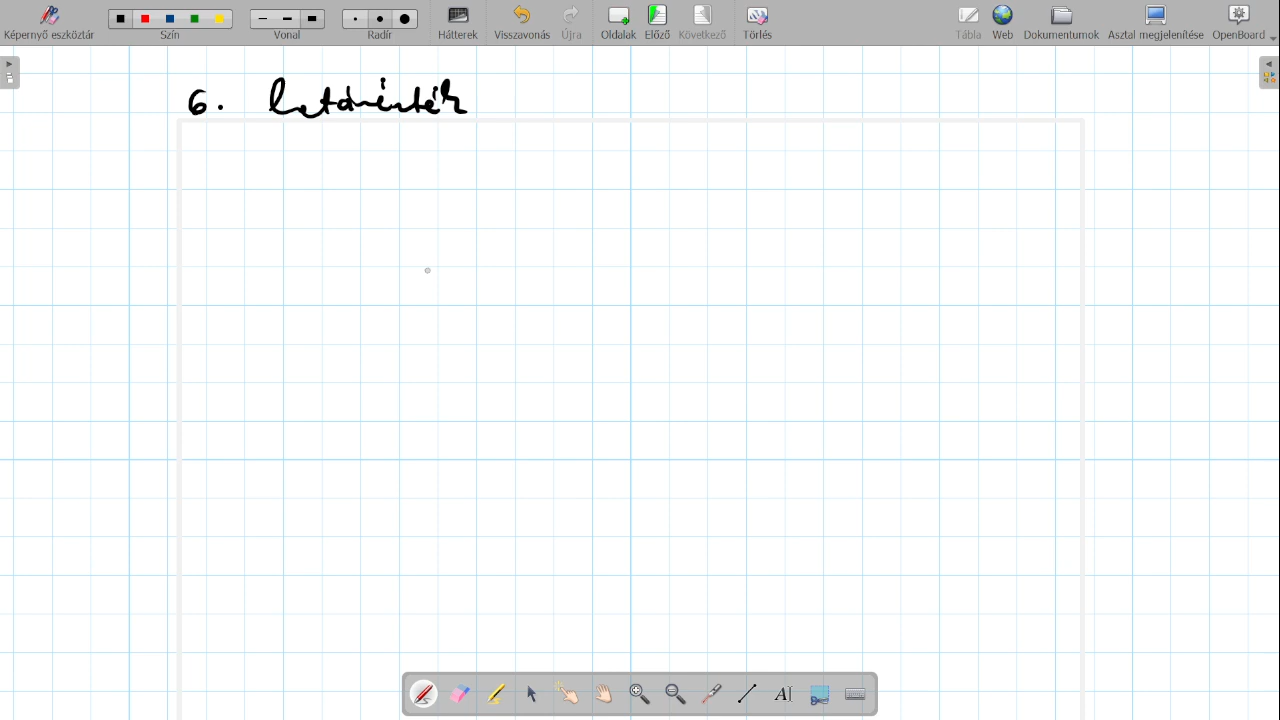 Képernyő eszköztár Szín Vonal Radír Hátterek Visszavonás Újra Oldalak Előző Következő Törlés Tábla Web Dokumentumok Asztal megjelenítése OpenBoard
6. határérték